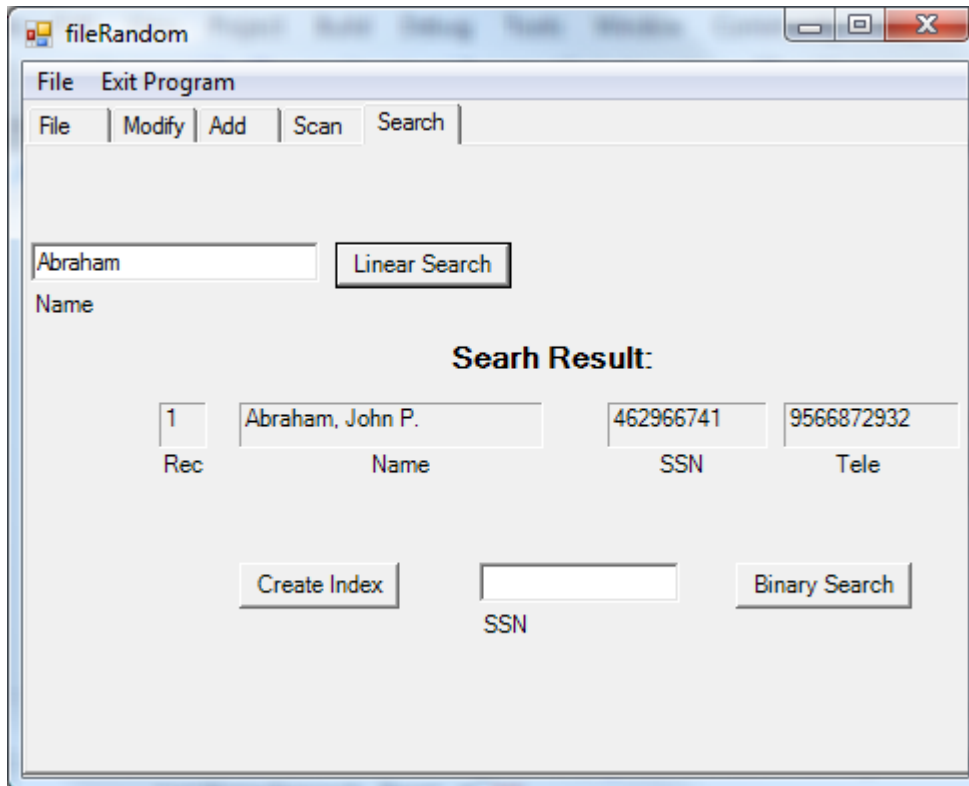 fileRandom
File Exit Program
File Modify Add Scan Search
Abraham Linear Search
Name
Searh Result:
1 Abraham, John P. 462966741 9566872932
Rec Name SSN Tele
Create Index Binary Search
SSN